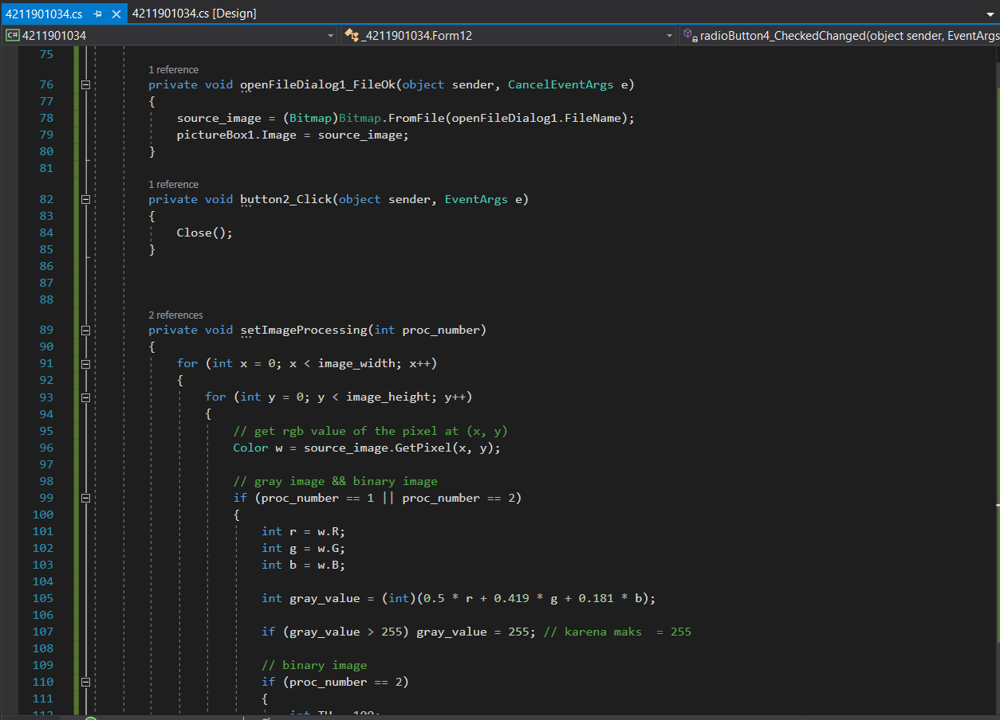 4211901034.cs
4211901034.cs [Design]
C# 4211901034
_4211901034.Form12
radioButton4_CheckedChanged(object sender, EventArgs
75
1 reference
76 private void openFileDialog1_FileOk(object sender, CancelEventArgs e)
77 {
78 source_image = (Bitmap)Bitmap.FromFile(openFileDialog1.FileName);
79 pictureBox1.Image = source_image;
80 }
81
1 reference
82 private void button2_Click(object sender, EventArgs e)
83 {
84 Close();
85 }
86
87
88
2 references
89 private void setImageProcessing(int proc_number)
90 {
91 for (int x = 0; x < image_width; x++)
92 {
93 for (int y = 0; y < image_height; y++)
94 {
95 // get rgb value of the pixel at (x, y)
96 Color w = source_image.GetPixel(x, y);
97
98 // gray image && binary image
99 if (proc_number == 1 || proc_number == 2)
100 {
101 int r = w.R;
102 int g = w.G;
103 int b = w.B;
104
105 int gray_value = (int)(0.5 * r + 0.419 * g + 0.181 * b);
106
107 if (gray_value > 255) gray_value = 255; // karena maks  = 255
108
109 // binary image
110 if (proc_number == 2)
111 {
112 int